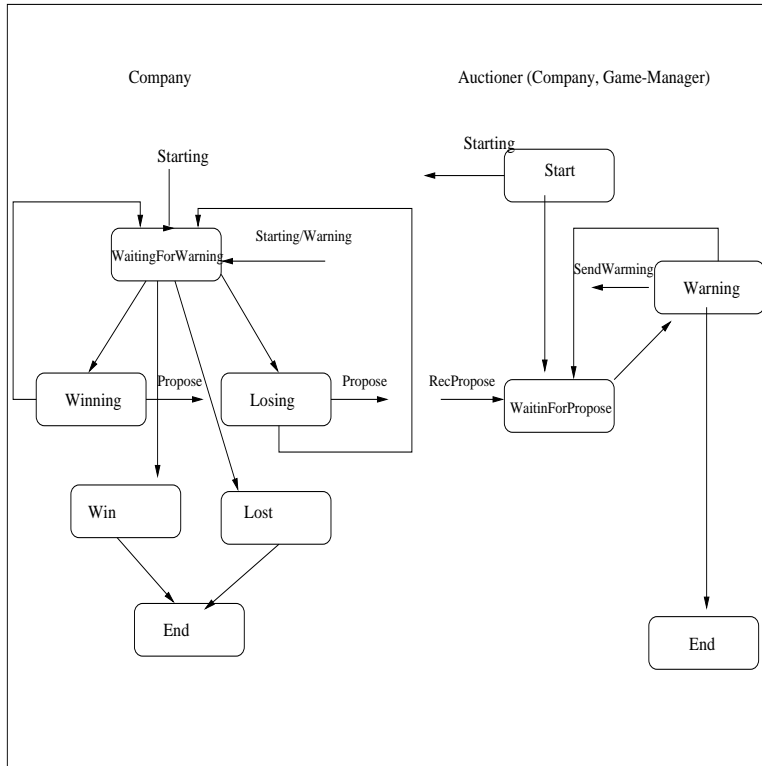 Company
Auctioner (Company, Game-Manager)
Starting
Starting
Start
WaitingForWarning
Starting/Warning
SendWarming
Warning
Winning
Propose
Losing
Propose
RecPropose
WaitinForPropose
Win
Lost
End
End